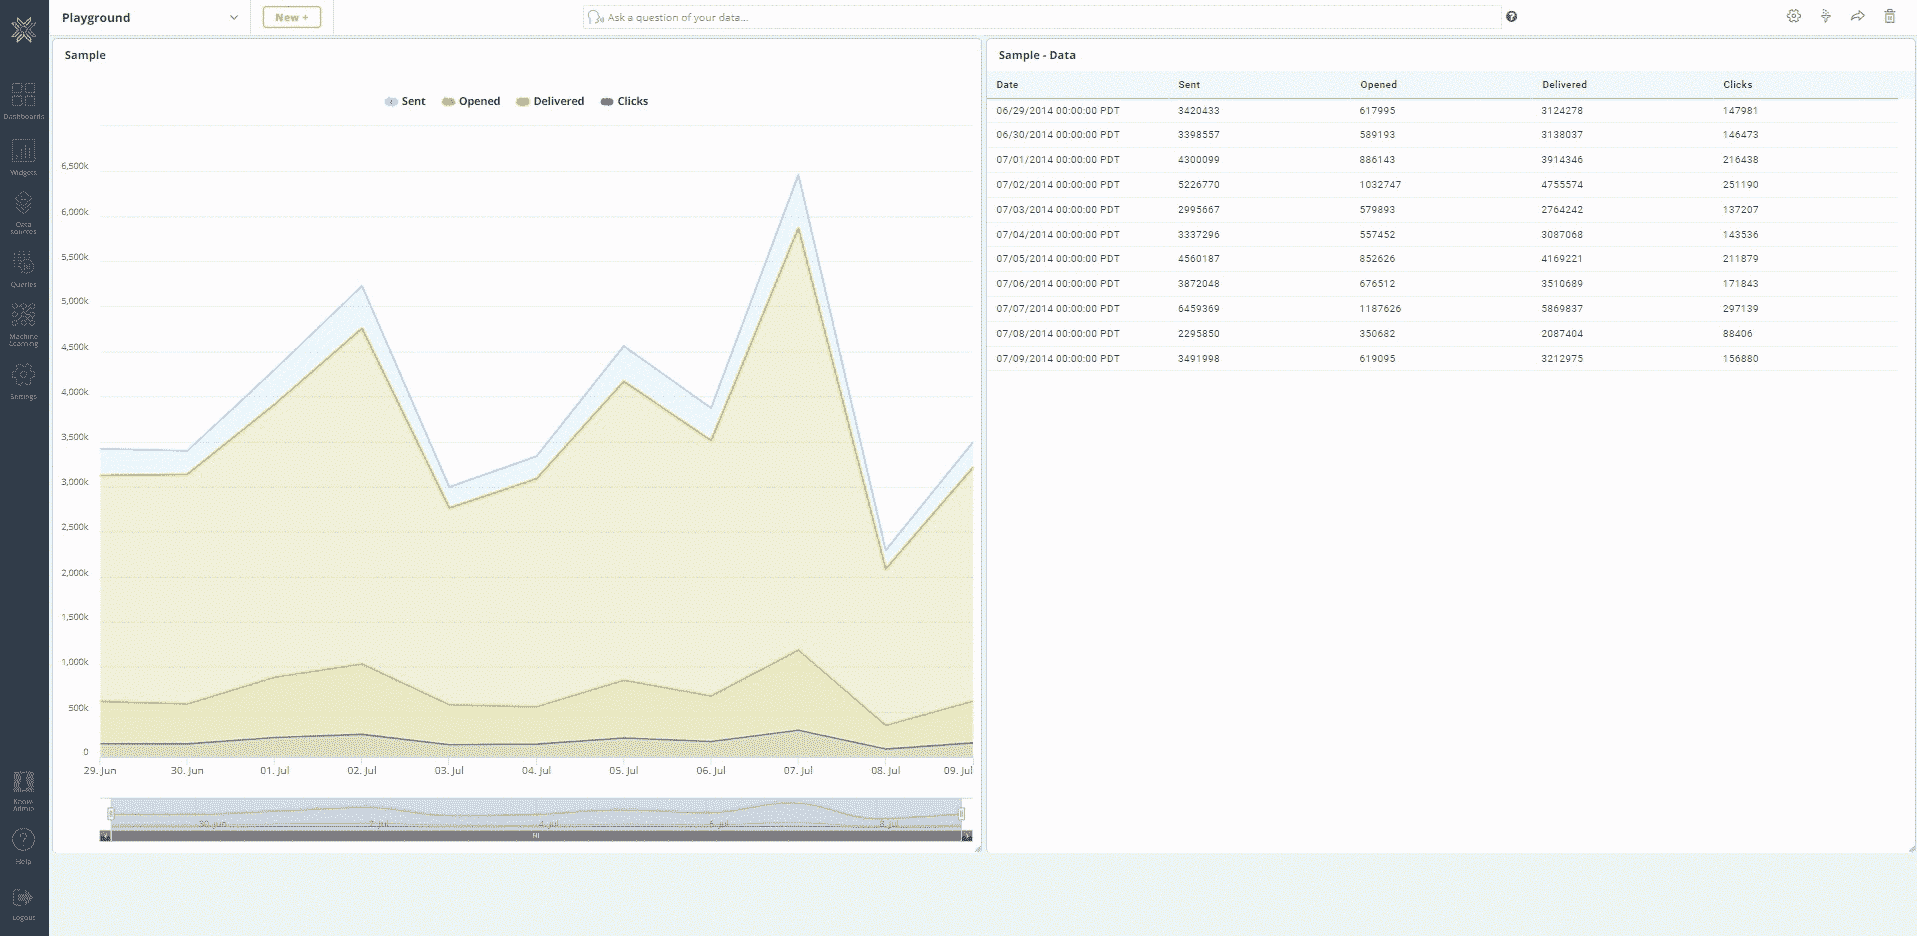 Playground
New +
Ask a question of your data...
Dashboards
Widgets
Data
sources
Queries
Machine
Learning
Settings
Admin
Help
Logout
Sample
Sent Opened Delivered Clicks
6,500k
6,000k
5,500k
5,000k
4,500k
4,000k
3,500k
3,000k
2,500k
2,000k
1,500k
1,000k
500k
0
29. Jun 30. Jun 01. Jul 02. Jul 03. Jul 04. Jul 05. Jul 06. Jul 07. Jul 08. Jul 09. Jul
30. Jun 2. Jul 4. Jul 6. Jul 8. Jul
Sample - Data
Date Sent Opened Delivered Clicks
06/29/2014 00:00:00 PDT 3420433 617995 3124278 147981
06/30/2014 00:00:00 PDT 3398557 589193 3138037 146473
07/01/2014 00:00:00 PDT 4300099 886143 3914346 216438
07/02/2014 00:00:00 PDT 5226770 1032747 4755574 251190
07/03/2014 00:00:00 PDT 2995667 579893 2764242 137207
07/04/2014 00:00:00 PDT 3337296 557452 3087068 143536
07/05/2014 00:00:00 PDT 4560187 852626 4169221 211879
07/06/2014 00:00:00 PDT 3872048 676512 3510689 171843
07/07/2014 00:00:00 PDT 6459369 1187626 5869837 297139
07/08/2014 00:00:00 PDT 2295850 350682 2087404 88406
07/09/2014 00:00:00 PDT 3491998 619095 3212975 156880